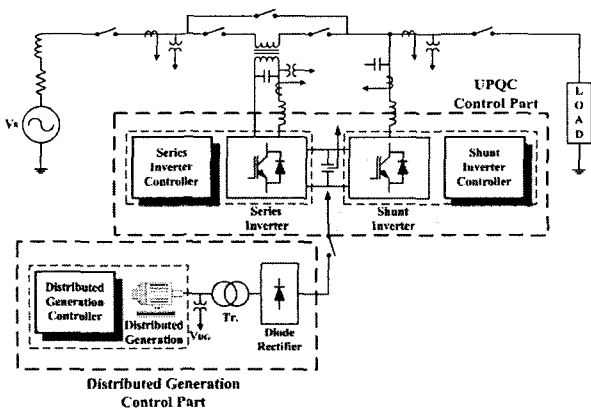 UPQC
Control Part
Vs
LOAD
Series
Inverter
Controller
Shunt
Inverter
Controller
Series
Inverter
Shunt
Inverter
Distributed
Generation
Controller
Distributed
Generation
VDG
Tr.
Diode
Rectifier
Distributed Generation
Control Part